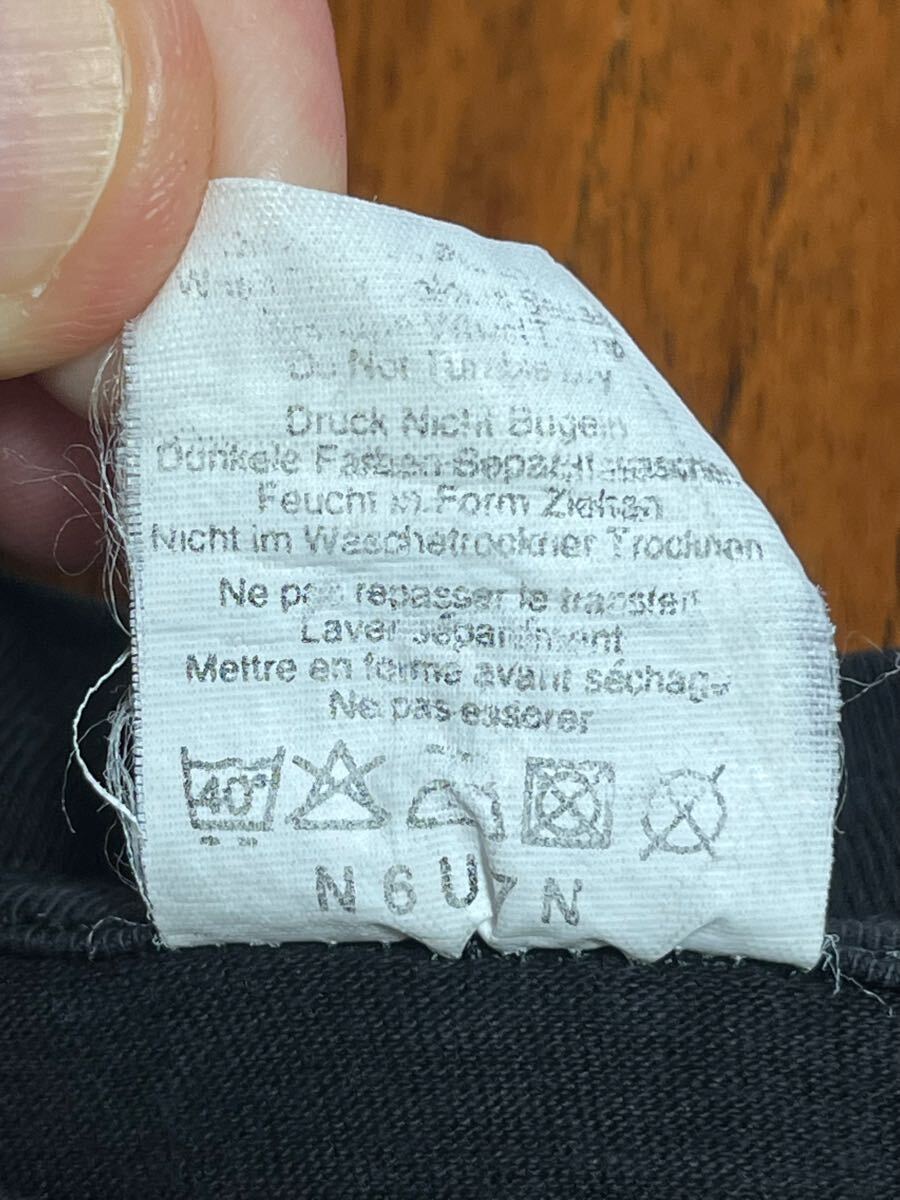 Do Not Tumble Dry
Druck Nicht Bugeln
Dunkele Farben Separat waschen
Feucht in Form Ziehen
Nicht im Waschetrockner Trocknen
Ne pas repasser le transfert
Laver séparément
Mettre en forme avant séchage
Ne pas essorer
40°
N 6 U 7 N